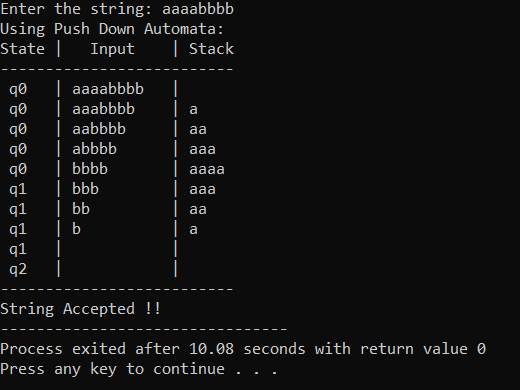 Enter the string: aaaabbbb
Using Push Down Automata:
State |   Input    | Stack
--------------------------
 q0   | aaaabbbb   |
 q0   | aaabbbb    | a
 q0   | aabbbb     | aa
 q0   | abbbb      | aaa
 q0   | bbbb       | aaaa
 q1   | bbb        | aaa
 q1   | bb         | aa
 q1   | b          | a
 q1   |            |
 q2   |            |
--------------------------
String Accepted !!
--------------------------------
Process exited after 10.08 seconds with return value 0
Press any key to continue . . .